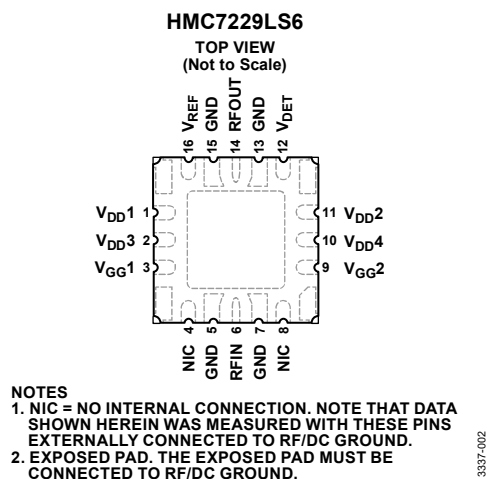 HMC7229LS6
TOP VIEW
(Not to Scale)
16 VREF
15 GND
14 RFOUT
13 GND
12 VDET
VDD1 1
VDD3 2
VGG1 3
11 VDD2
10 VDD4
9 VGG2
4 NIC
5 GND
6 RFIN
7 GND
8 NIC
NOTES
1. NIC = NO INTERNAL CONNECTION. NOTE THAT DATA
SHOWN HEREIN WAS MEASURED WITH THESE PINS
EXTERNALLY CONNECTED TO RF/DC GROUND.
2. EXPOSED PAD. THE EXPOSED PAD MUST BE
CONNECTED TO RF/DC GROUND.
3337-002